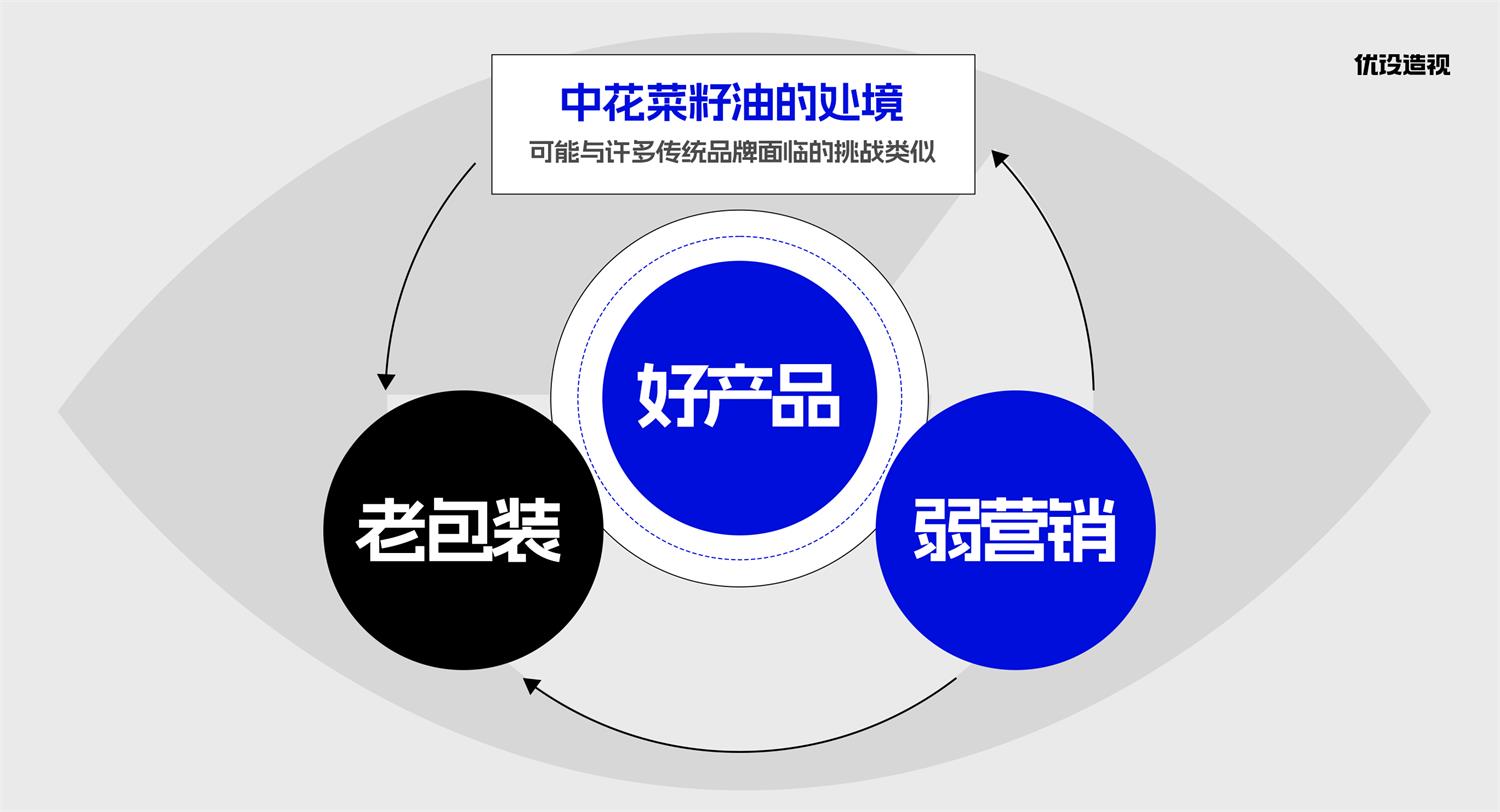 优设造视
中花菜籽油的处境
可能与许多传统品牌面临的挑战类似
好产品
老包装
弱营销